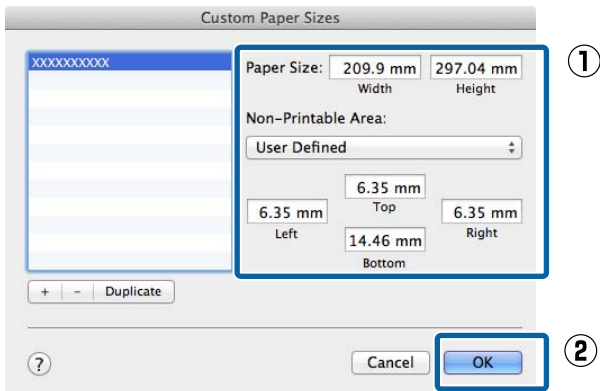 Custom Paper Sizes
XXXXXXXXXX
Paper Size: 209.9 mm 297.04 mm
Width Height
Non-Printable Area:
User Defined
6.35 mm
Top
6.35 mm 6.35 mm
Left Right
14.46 mm
Bottom
+ - Duplicate
? Cancel OK
①
②